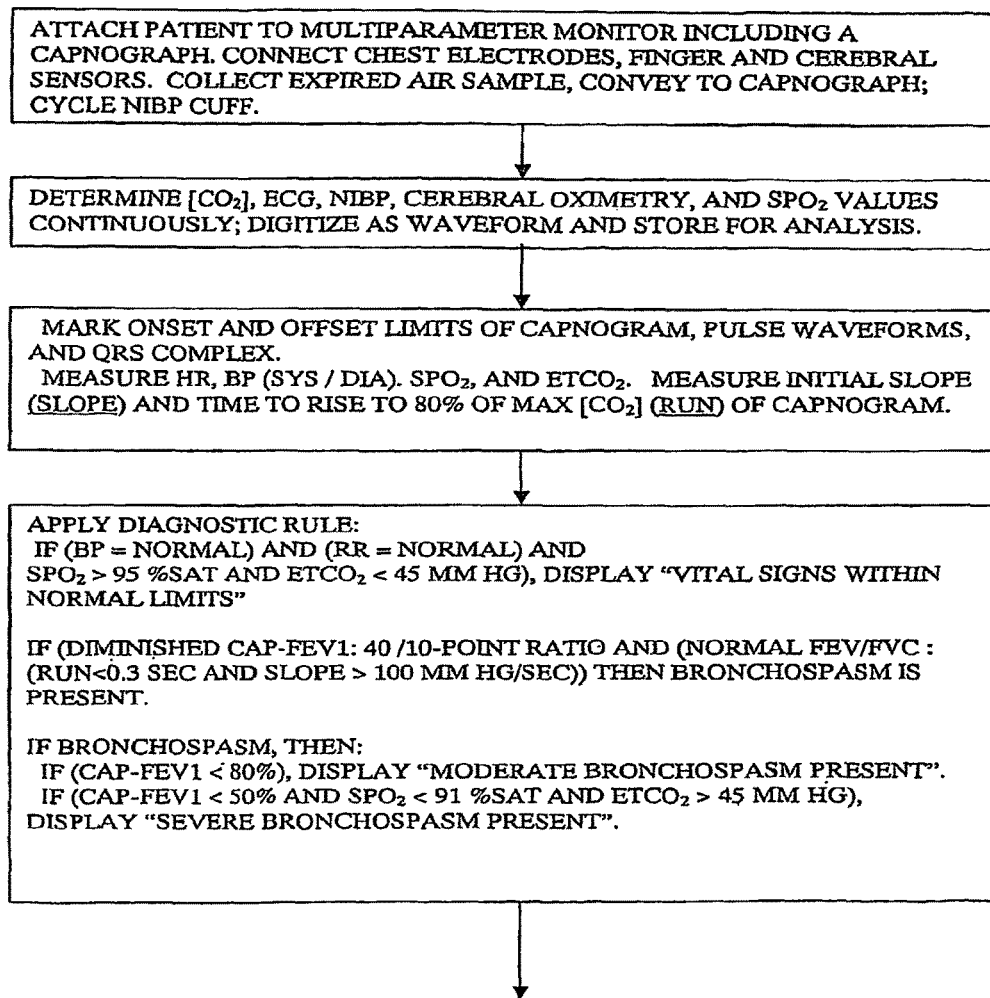 ATTACH PATIENT TO MULTIPARAMETER MONITOR INCLUDING A
CAPNOGRAPH. CONNECT CHEST ELECTRODES, FINGER AND CEREBRAL
SENSORS. COLLECT EXPIRED AIR SAMPLE, CONVEY TO CAPNOGRAPH;
CYCLE NIBP CUFF.
DETERMINE [CO₂], ECG, NIBP, CEREBRAL OXIMETRY, AND SPO₂ VALUES
CONTINUOUSLY; DIGITIZE AS WAVEFORM AND STORE FOR ANALYSIS.
MARK ONSET AND OFFSET LIMITS OF CAPNOGRAM, PULSE WAVEFORMS,
AND QRS COMPLEX.
MEASURE HR, BP (SYS / DIA). SPO₂, AND ETCO₂. MEASURE INITIAL SLOPE
(SLOPE) AND TIME TO RISE TO 80% OF MAX [CO₂] (RUN) OF CAPNOGRAM.
APPLY DIAGNOSTIC RULE:
IF (BP = NORMAL) AND (RR = NORMAL) AND
SPO₂ > 95 %SAT AND ETCO₂ < 45 MM HG), DISPLAY “VITAL SIGNS WITHIN
NORMAL LIMITS”
IF (DIMINISHED CAP-FEV1: 40 /10-POINT RATIO AND (NORMAL FEV/FVC :
(RUN<0.3 SEC AND SLOPE > 100 MM HG/SEC)) THEN BRONCHOSPASM IS
PRESENT.
IF BRONCHOSPASM, THEN:
IF (CAP-FEV1 < 80%), DISPLAY “MODERATE BRONCHOSPASM PRESENT”.
IF (CAP-FEV1 < 50% AND SPO₂ < 91 %SAT AND ETCO₂ > 45 MM HG),
DISPLAY “SEVERE BRONCHOSPASM PRESENT”.